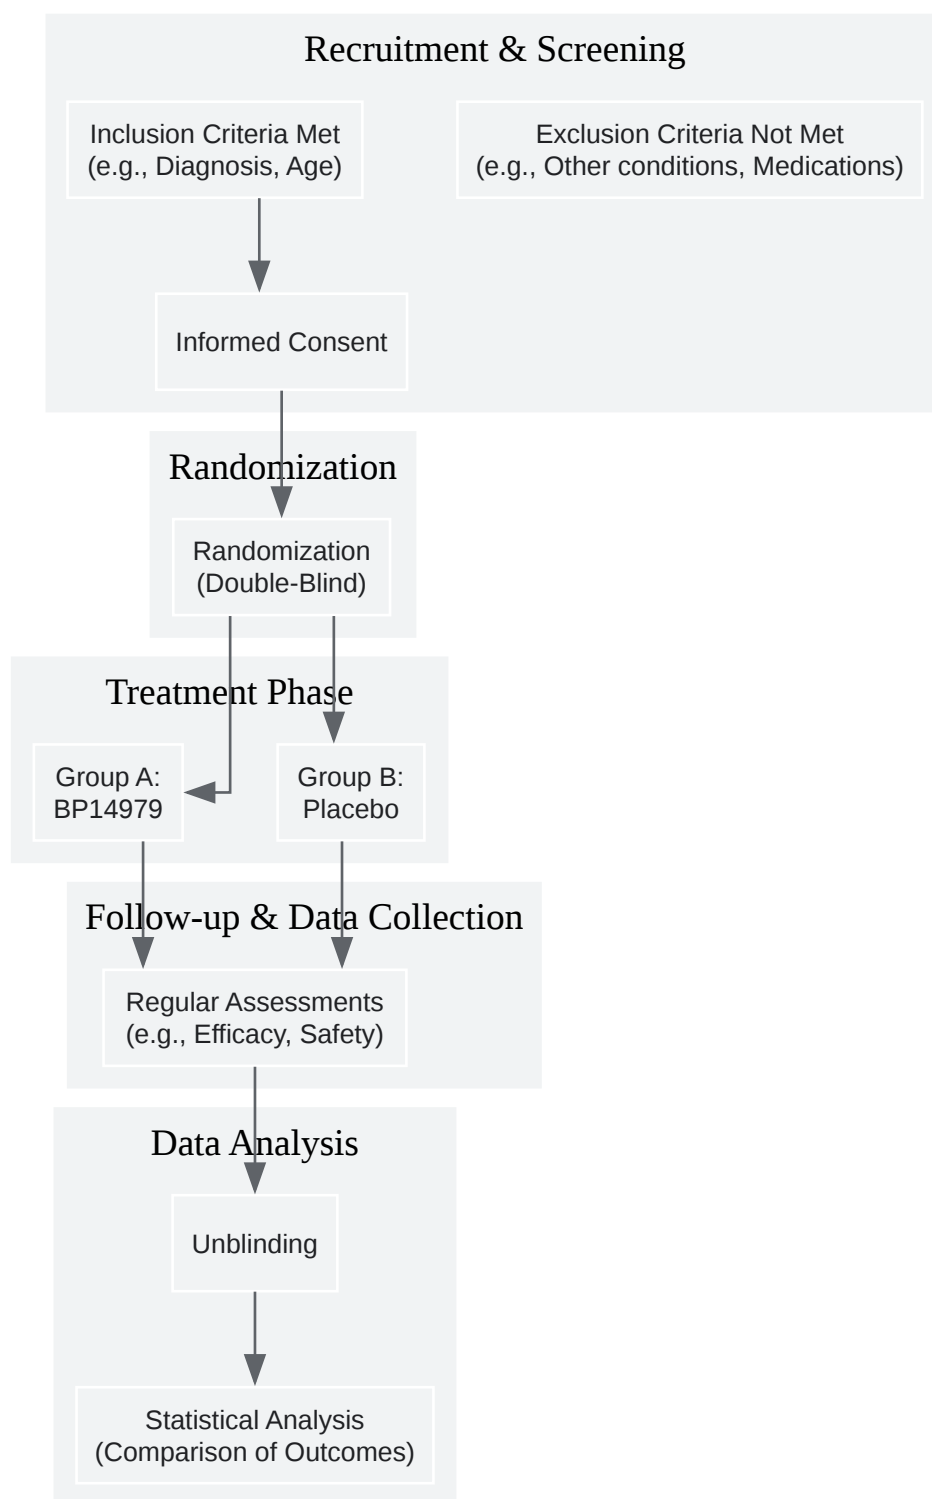 Recruitment & Screening
Inclusion Criteria Met
(e.g., Diagnosis, Age)
Exclusion Criteria Not Met
(e.g., Other conditions, Medications)
Informed Consent
Randomization
Randomization
(Double-Blind)
Treatment Phase
Group A:
BP14979
Group B:
Placebo
Follow-up & Data Collection
Regular Assessments
(e.g., Efficacy, Safety)
Data Analysis
Unblinding
Statistical Analysis
(Comparison of Outcomes)